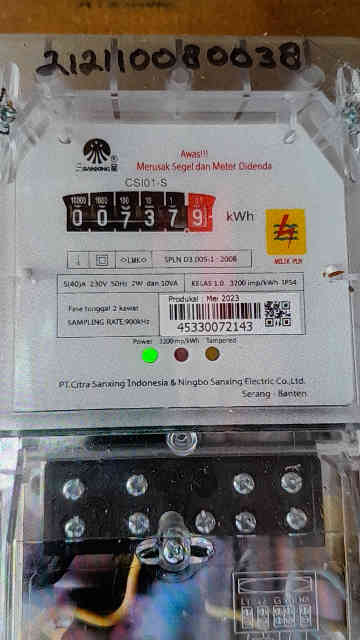 212110080038
Awas!!!
Merusak Segel dan Meter Didenda
SANXING
CSI01-S
10000 1000 100 10 1 0.1
0 0 7 3 7 9 kWh
MILIK PLN
LMK SPLN D3.005-1 : 2008
5(40)A 230V 50Hz 2W dan 10VA KELAS 1.0 3200 imp/kWh IP54
Fase tunggal 2 kawat
SAMPLING RATE:900kHz
Produksi : Mei 2023
45330072143
Power 3200imp/kWh Tampered
PT.Citra Sanxing Indonesia & Ningbo Sanxing Electric Co.,Ltd.
Serang - Banten